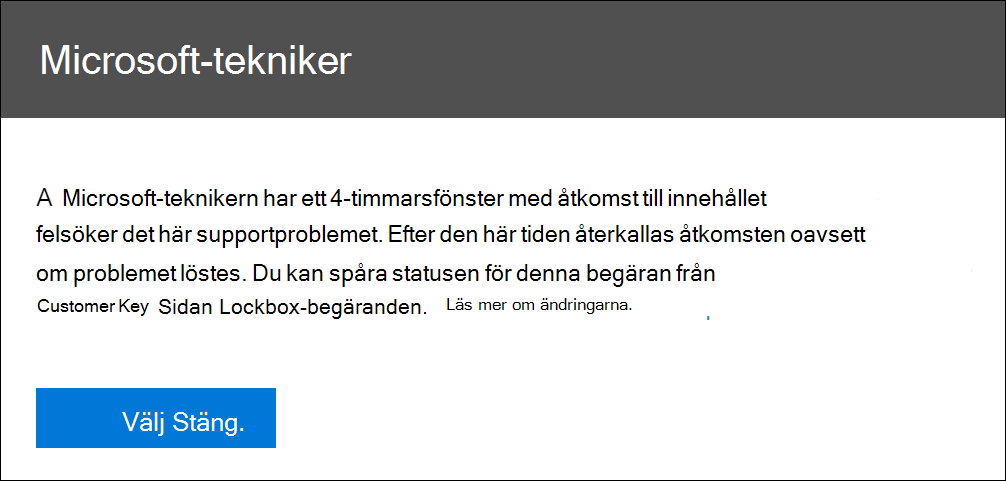 Microsoft-tekniker
A Microsoft-teknikern har ett 4-timmarsfönster med åtkomst till innehållet
felsöker det här supportproblemet. Efter den här tiden återkallas åtkomsten oavsett
om problemet löstes. Du kan spåra statusen för denna begäran från
Customer Key Sidan Lockbox-begäranden. Läs mer om ändringarna.
Välj Stäng.